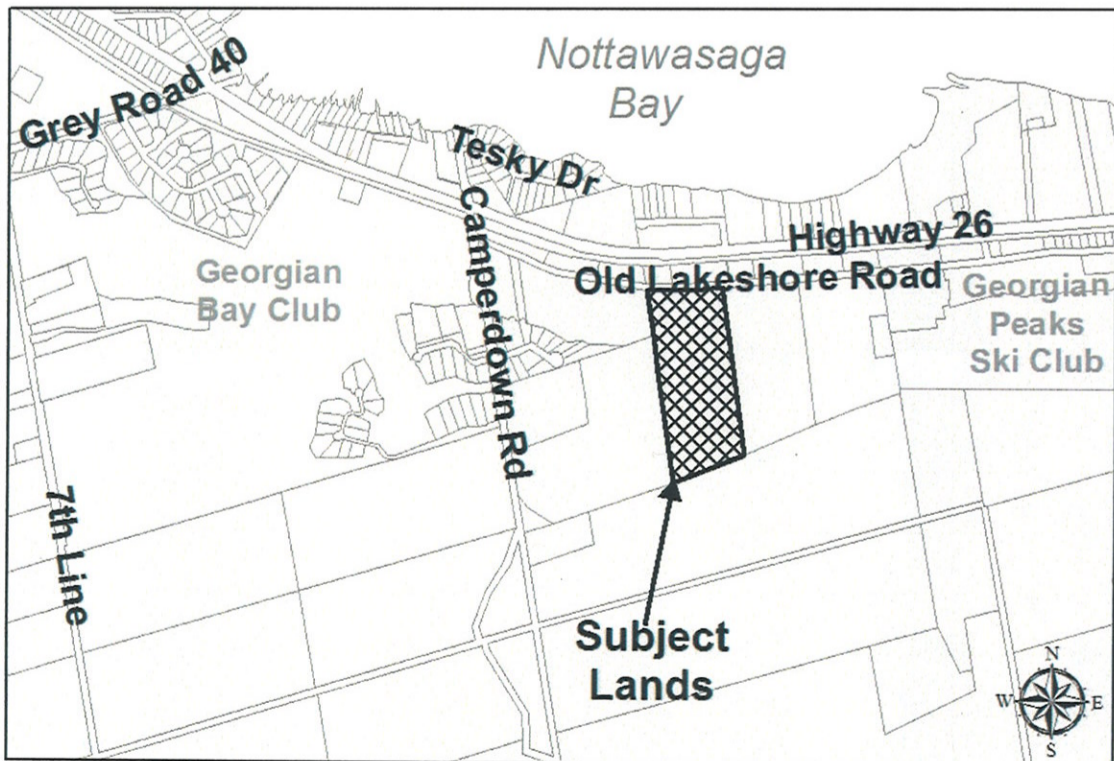 Nottawasaga
Bay
Grey Road 40
Tesky Dr
Camperdown Rd
Highway 26
Old Lakeshore Road
Georgian
Bay Club
Georgian
Peaks
Ski Club
7th Line
Subject
Lands
N
W
E
S